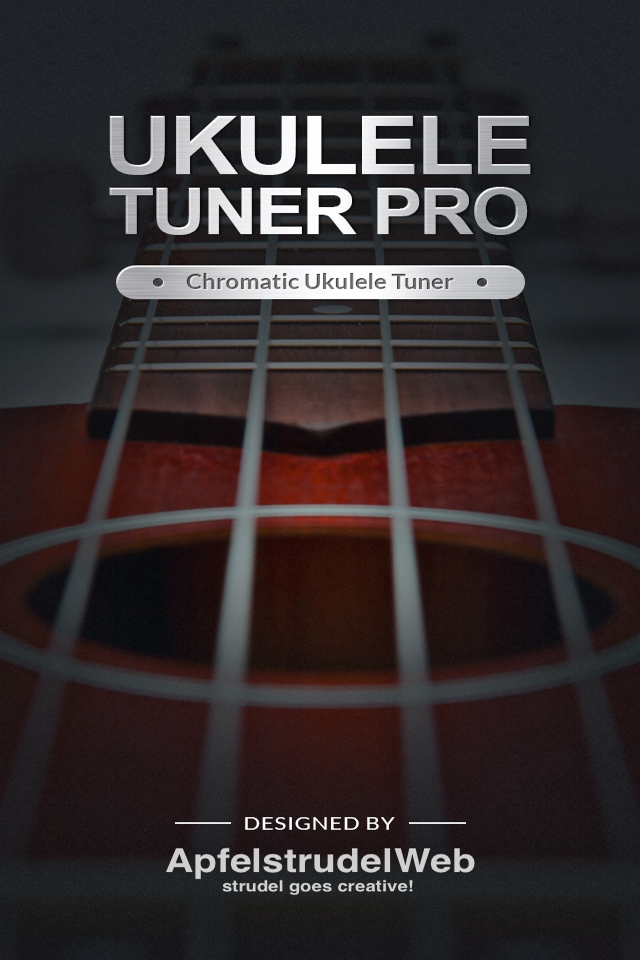 UKULELE
TUNER PRO
Chromatic Ukulele Tuner
DESIGNED BY
ApfelstrudelWeb
strudel goes creative!